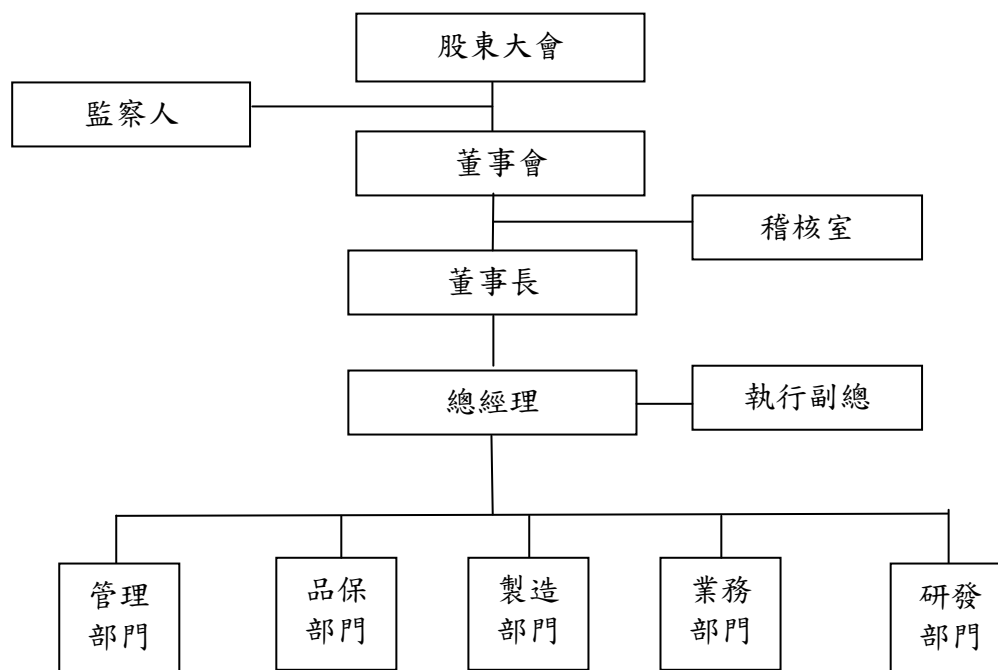 股東大會
監察人
董事會
稽核室
董事長
總經理
執行副總
管理
部門
品保
部門
製造
部門
業務
部門
研發
部門